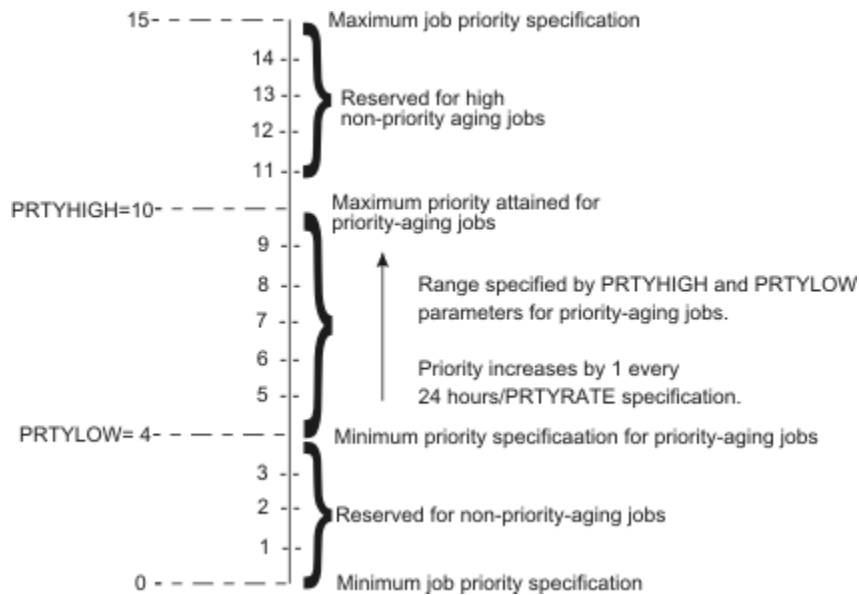 15- Maximum job priority specification
14
13 Reserved for high
12 non-priority aging jobs
11
PRTYHIGH=10- Maximum priority attained for
priority-aging jobs
9
8 Range specified by PRTYHIGH and PRTYLOW
7 parameters for priority-aging jobs.
6 Priority increases by 1 every
5 24 hours/PRTYRATE specification.
PRTYLOW= 4- Minimum priority specificaation for priority-aging jobs
3
2 Reserved for non-priority-aging jobs
1
0 Minimum job priority specification